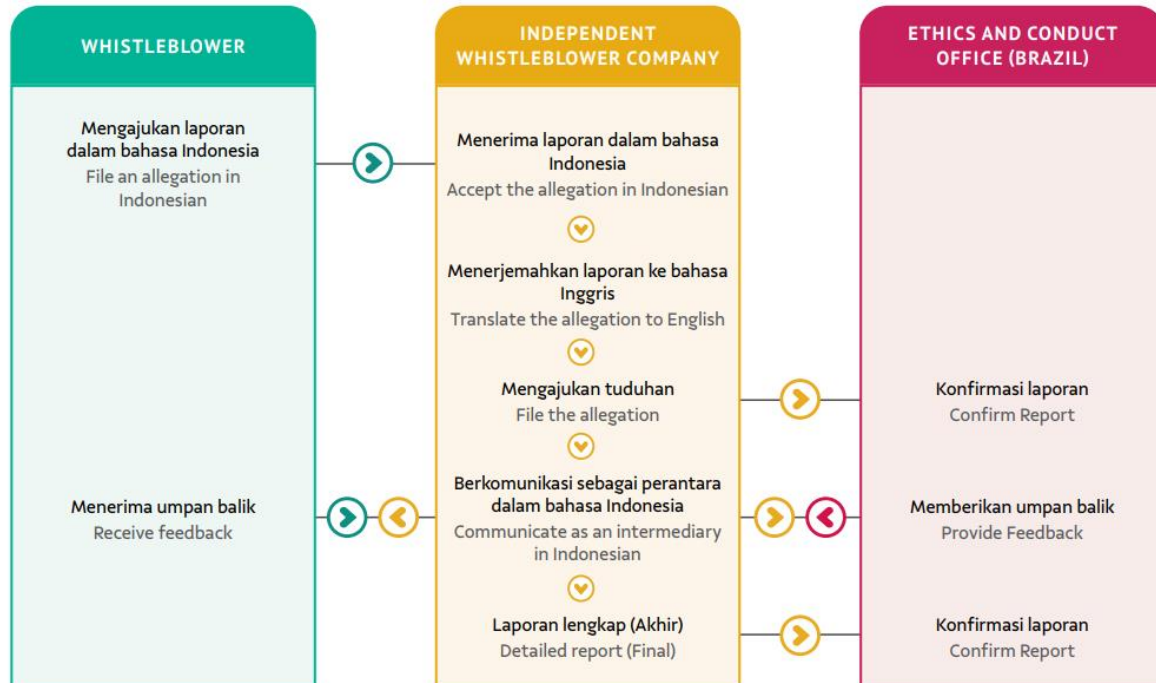 WHISTLEBLOWER
Mengajukan laporan
dalam bahasa Indonesia
File an allegation in
Indonesian
Menerima umpan balik
Receive feedback
INDEPENDENT
WHISTLEBLOWER COMPANY
Menerima laporan dalam bahasa
Indonesia
Accept the allegation in Indonesian
Menerjemahkan laporan ke bahasa
Inggris
Translate the allegation to English
Mengajukan tuduhan
File the allegation
Berkomunikasi sebagai perantara
dalam bahasa Indonesia
Communicate as an intermediary
in Indonesian
Laporan lengkap (Akhir)
Detailed report (Final)
ETHICS AND CONDUCT
OFFICE (BRAZIL)
Konfirmasi laporan
Confirm Report
Memberikan umpan balik
Provide Feedback
Konfirmasi laporan
Confirm Report